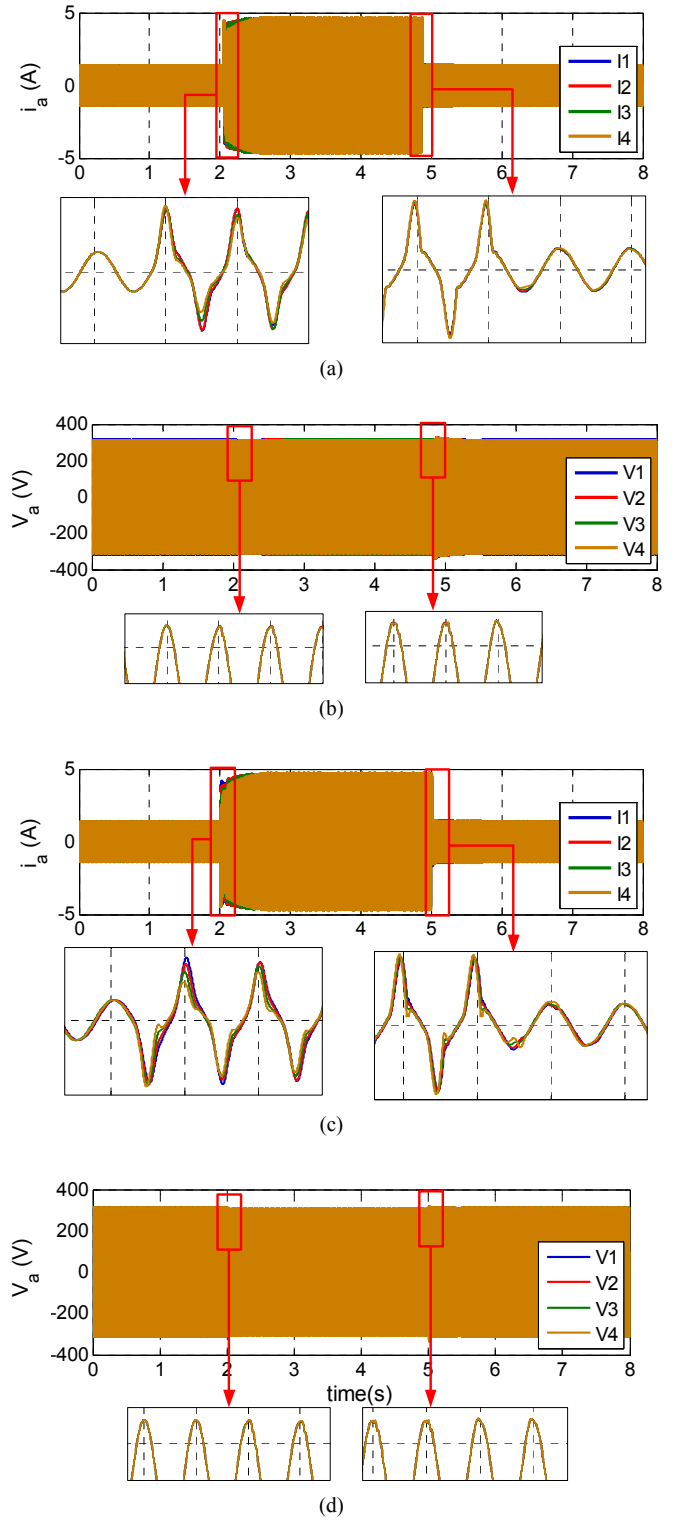 5
0
-5
i_a (A)
I1
I2
I3
I4
0 1 2 3 4 5 6 7 8
(a)
400
200
0
-200
-400
V_a (V)
V1
V2
V3
V4
0 1 2 3 4 5 6 7 8
(b)
5
0
-5
i_a (A)
I1
I2
I3
I4
0 1 2 3 4 5 6 7 8
(c)
400
200
0
-200
-400
V_a (V)
V1
V2
V3
V4
0 1 2 3 4 5 6 7 8
time(s)
(d)